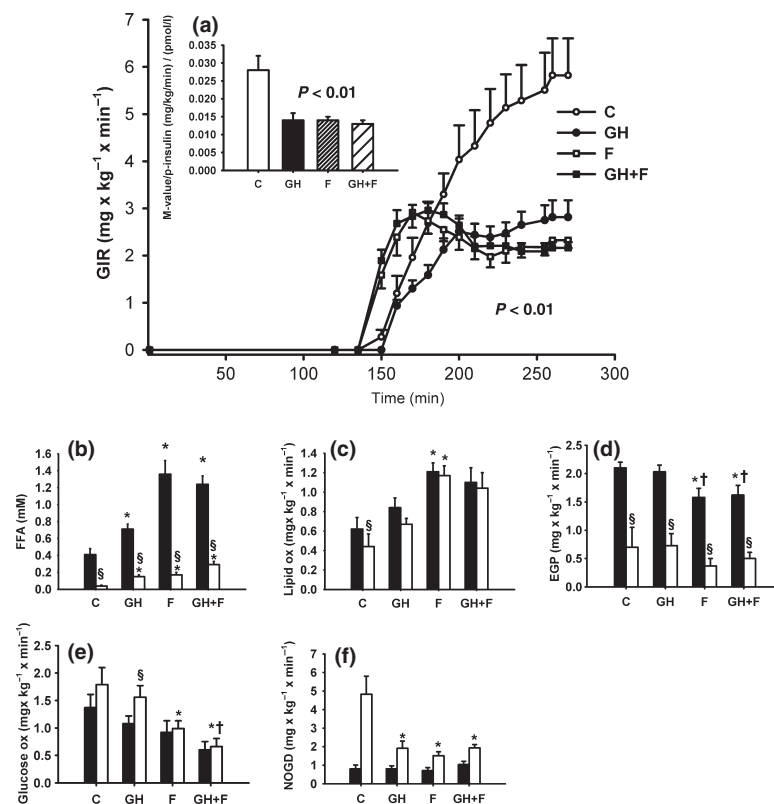 (a)
GIR (mg x kg⁻¹ x min⁻¹)
7
6
5
4
3
2
1
0
50
100
150
200
250
300
Time (min)
M-value/p-insulin (mg/kg/min) / (pmol/l)
0.035
0.030
0.025
0.020
0.015
0.010
0.005
0.000
P < 0.01
C
GH
F
GH+F
C
GH
F
GH+F
P < 0.01
(b)
FFA (mM)
1.6
1.4
1.2
1.0
0.8
0.6
0.4
0.2
0.0
§
*
§
*
*
§
*
*
§
*
C
GH
F
GH+F
(c)
Lipid ox (mgx kg⁻¹ x min⁻¹)
1.4
1.2
1.0
0.8
0.6
0.4
0.2
0.0
§
*
*
C
GH
F
GH+F
(d)
EGP (mg x kg⁻¹ x min⁻¹)
2.5
2.0
1.5
1.0
0.5
0.0
§
§
*†
§
*†
§
C
GH
F
GH+F
(e)
Glucose ox (mgx kg⁻¹ x min⁻¹)
2.5
2.0
1.5
1.0
0.5
0.0
§
*
*†
C
GH
F
GH+F
(f)
NOGD (mg x kg⁻¹ x min⁻¹)
7
6
5
4
3
2
1
0
*
*
*
C
GH
F
GH+F